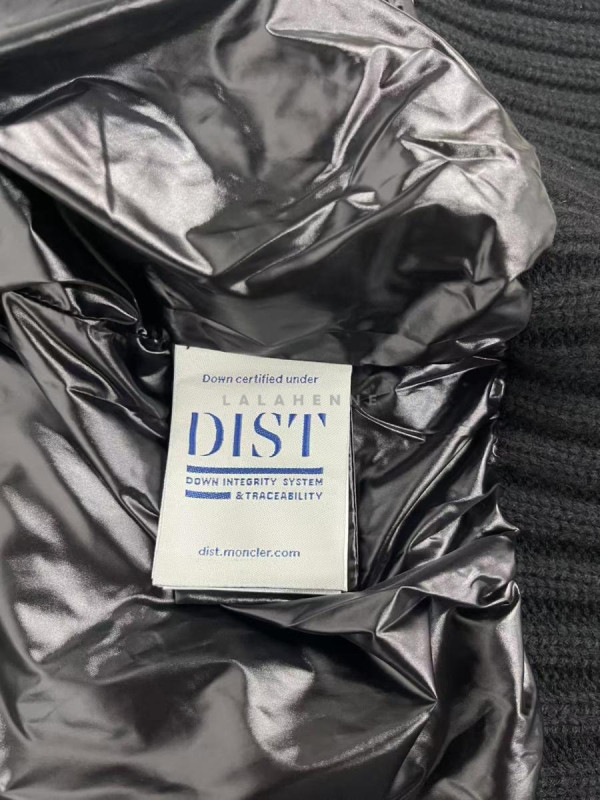 Down certified under
LALAHENNE
DIST
DOWN INTEGRITY SYSTEM
& TRACEABILITY
dist.moncler.com